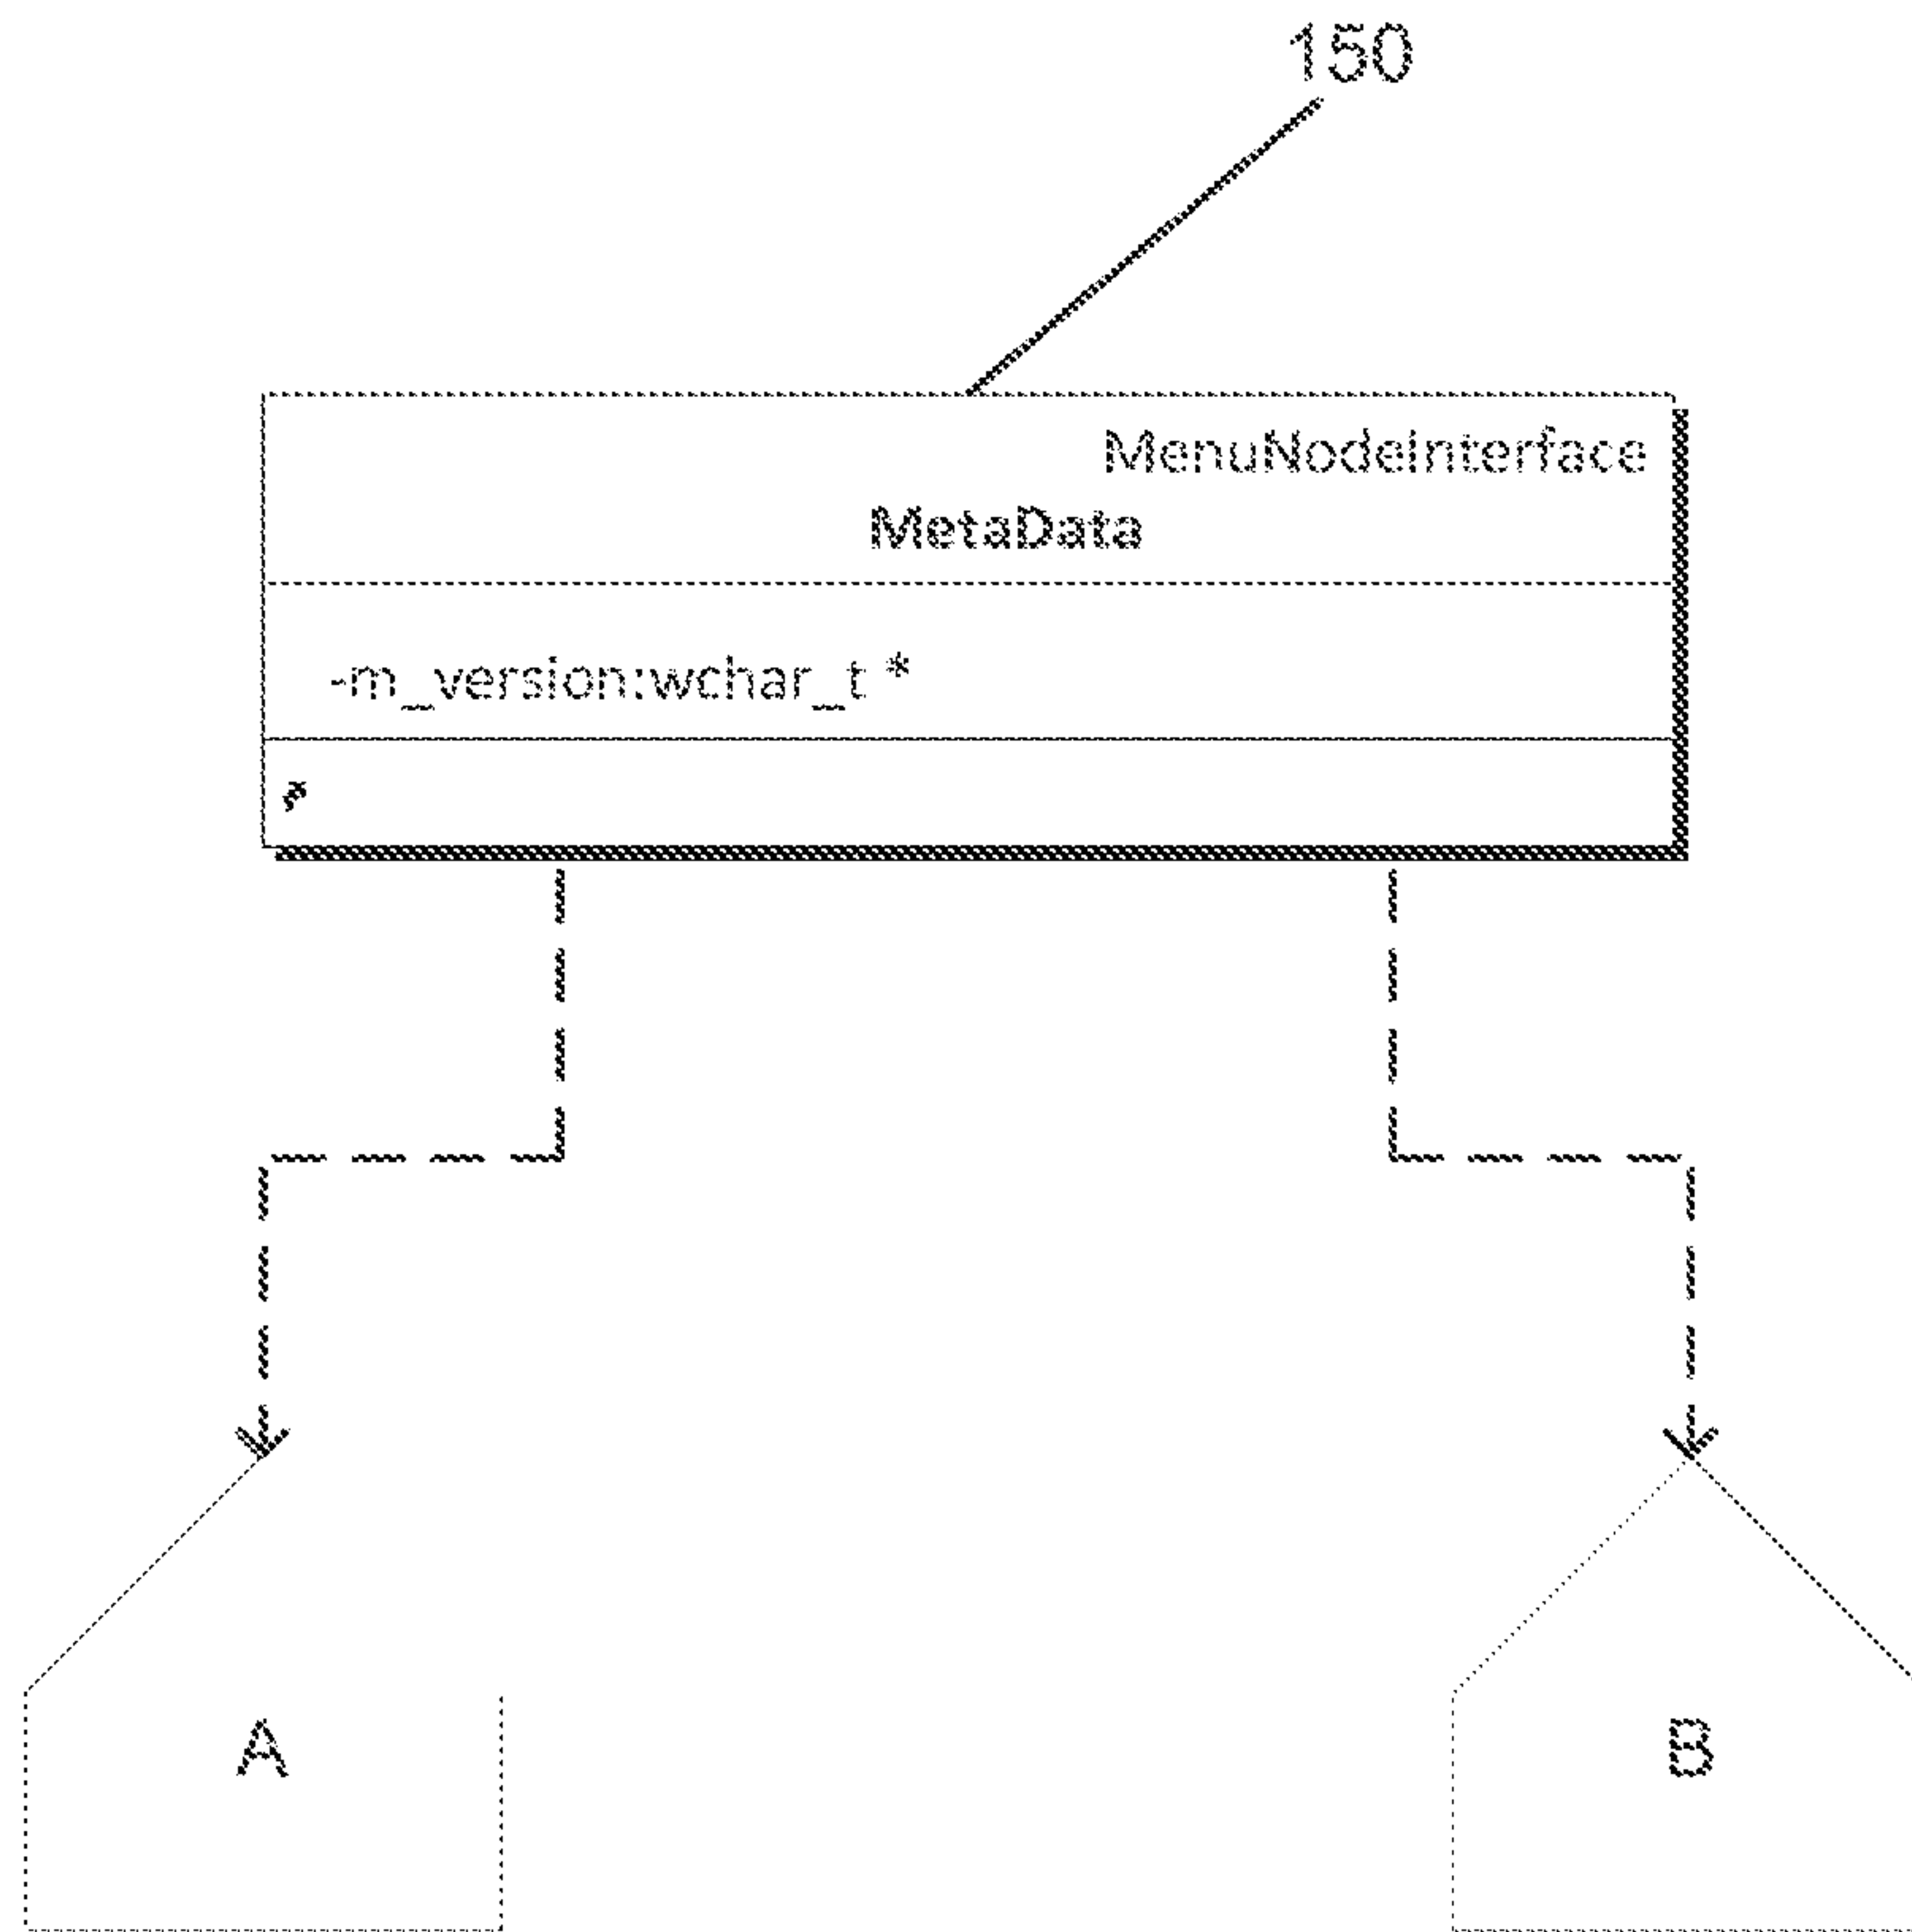 150
MenuNodeInterface
MetaData
-m_version:wchar_t *
A
B